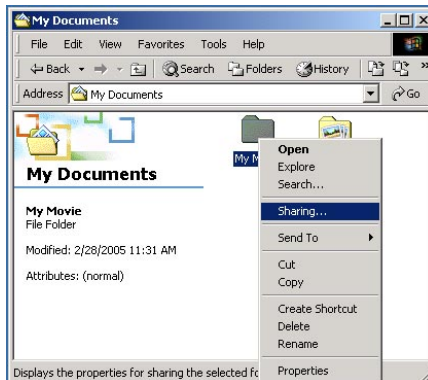 My Documents
File Edit View Favorites Tools Help
Back Search Folders History »
Address My Documents Go
My Documents
My Movie
File Folder
Modified: 2/28/2005 11:31 AM
Attributes: (normal)
My
Open
Explore
Search...
Sharing...
Send To
Cut
Copy
Create Shortcut
Delete
Rename
Properties
Displays the properties for sharing the selected